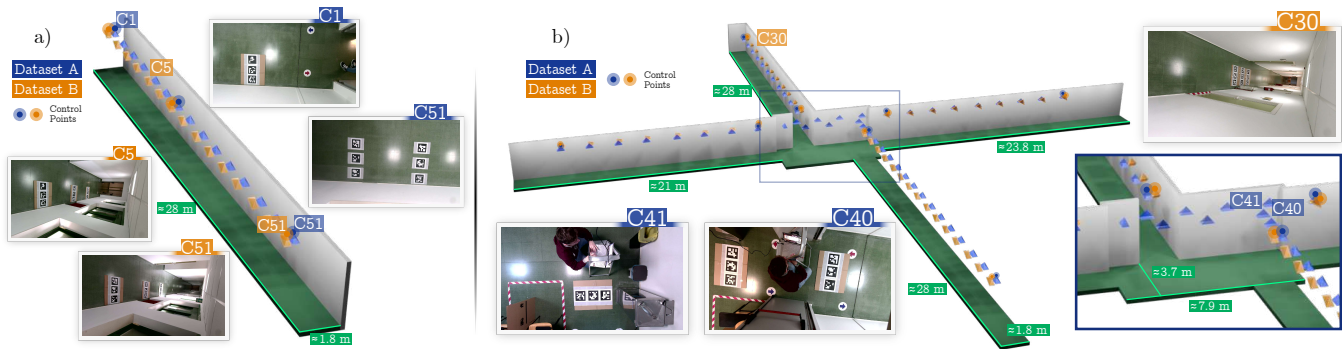 a)
C1
C1
Dataset A
Dataset B
Control
Points
C5
C51
C5
≈28 m
C51
C51
C51
≈1.8 m
b)
C30
C30
Dataset A
Dataset B
Control
Points
≈28 m
≈23.8 m
≈21 m
C41
C40
C41
C40
≈3.7 m
≈7.9 m
≈28 m
≈1.8 m